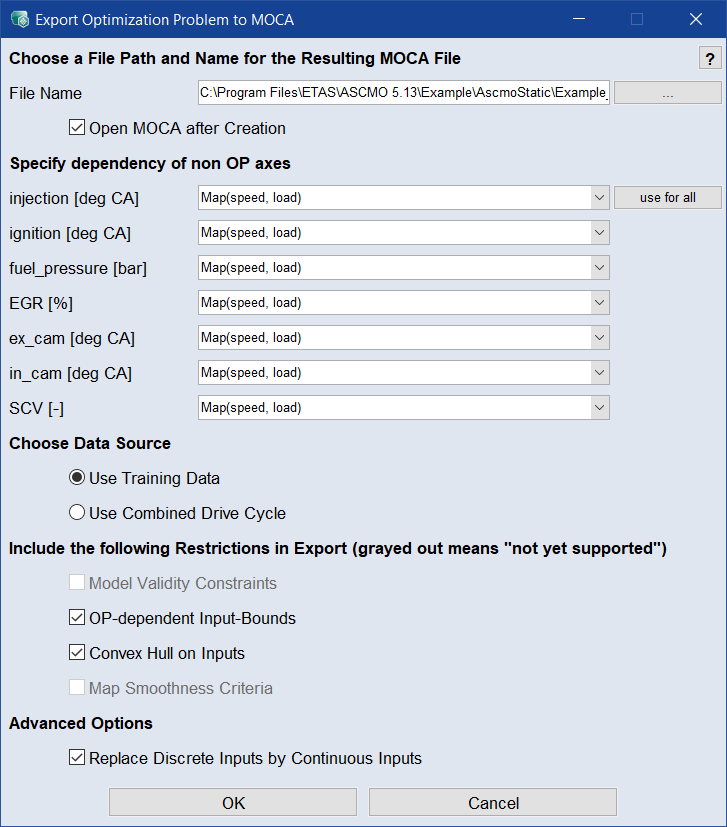 Export Optimization Problem to MOCA
Choose a File Path and Name for the Resulting MOCA File ?
File Name C:\Program Files\ETAS\ASCMO 5.13\Example\AscmoStatic\Example_ ...
Open MOCA after Creation
Specify dependency of non OP axes
injection [deg CA] Map(speed, load) use for all
ignition [deg CA] Map(speed, load)
fuel_pressure [bar] Map(speed, load)
EGR [%] Map(speed, load)
ex_cam [deg CA] Map(speed, load)
in_cam [deg CA] Map(speed, load)
SCV [-] Map(speed, load)
Choose Data Source
Use Training Data
Use Combined Drive Cycle
Include the following Restrictions in Export (grayed out means "not yet supported")
Model Validity Constraints
OP-dependent Input-Bounds
Convex Hull on Inputs
Map Smoothness Criteria
Advanced Options
Replace Discrete Inputs by Continuous Inputs
OK Cancel